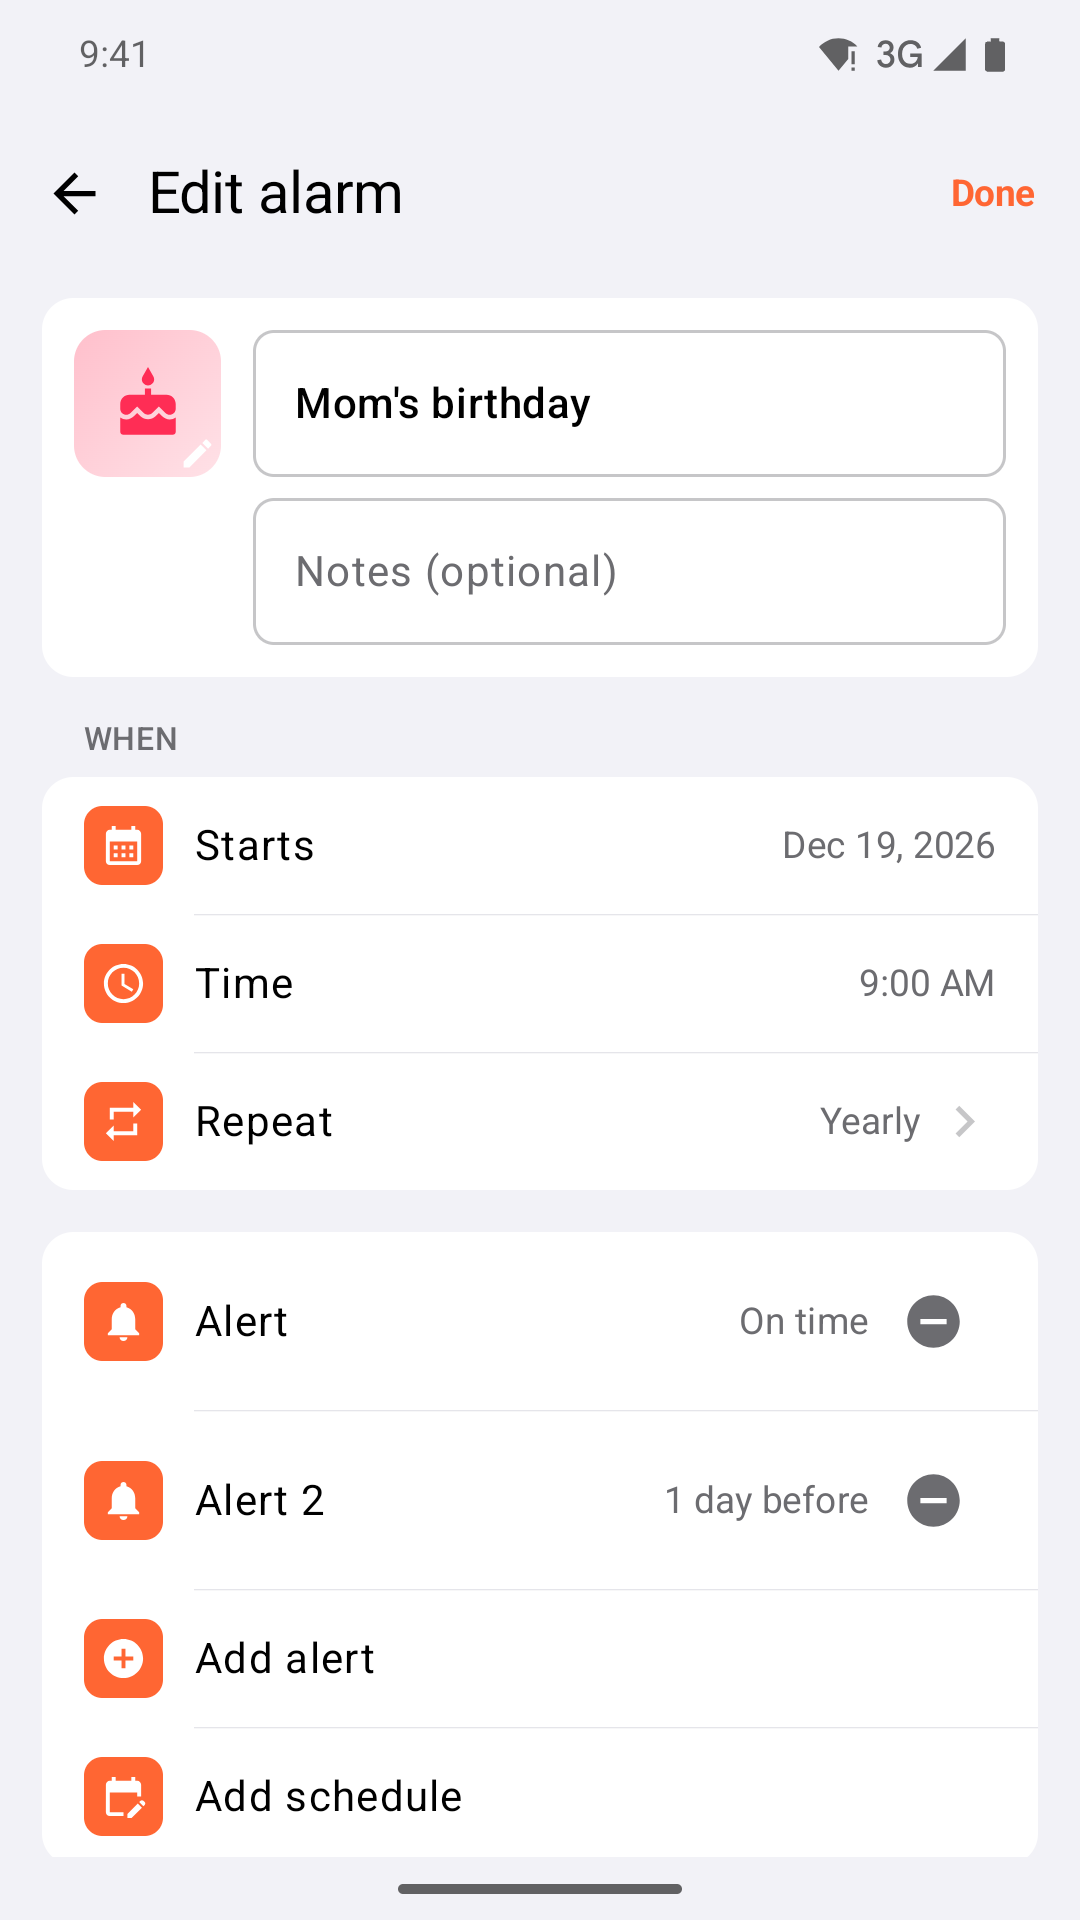 9:41
3G
Edit alarm
Done
Mom's birthday
Notes (optional)
WHEN
Starts
Dec 19, 2026
Time
9:00 AM
Repeat
Yearly
Alert
On time
Alert 2
1 day before
Add alert
Add schedule